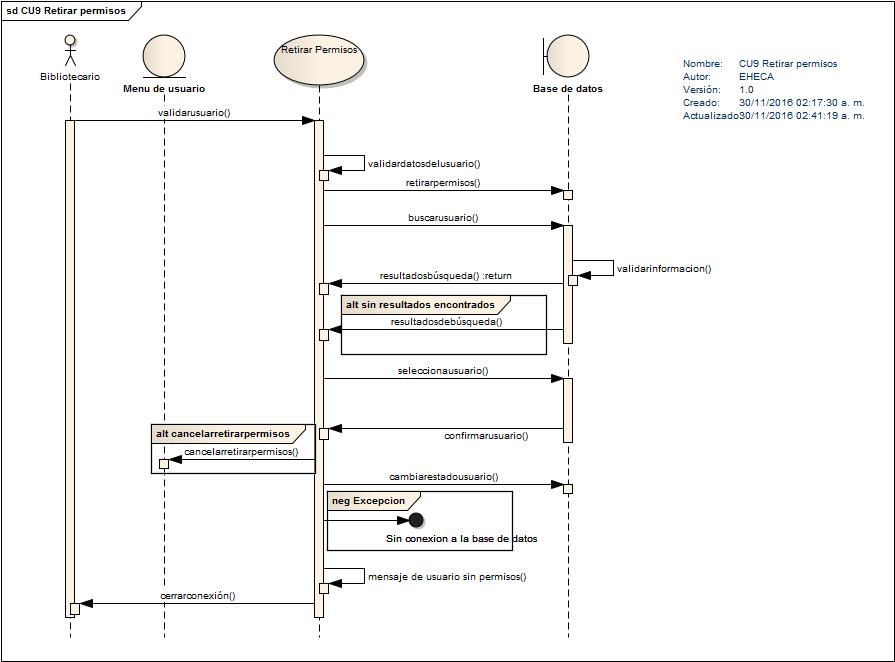 sd CU9 Retirar permisos
Bibliotecario
Menu de usuario
Retirar Permisos
Base de datos
Nombre: CU9 Retirar permisos
Autor: EHECA
Versión: 1.0
Creado: 30/11/2016 02:17:30 a. m.
Actualizado30/11/2016 02:41:19 a. m.
validarusuario()
validardatosdelusuario()
retirarpermisos()
buscarusuario()
validarinformacion()
resultadosbúsqueda() :return
alt sin resultados encontrados
resultadosdebúsqueda()
seleccionausuario()
alt cancelarretirarpermisos
confirmarusuario()
cancelarretirarpermisos()
cambiarestadousuario()
neg Excepcion
Sin conexion a la base de datos
mensaje de usuario sin permisos()
cerrarconexión()